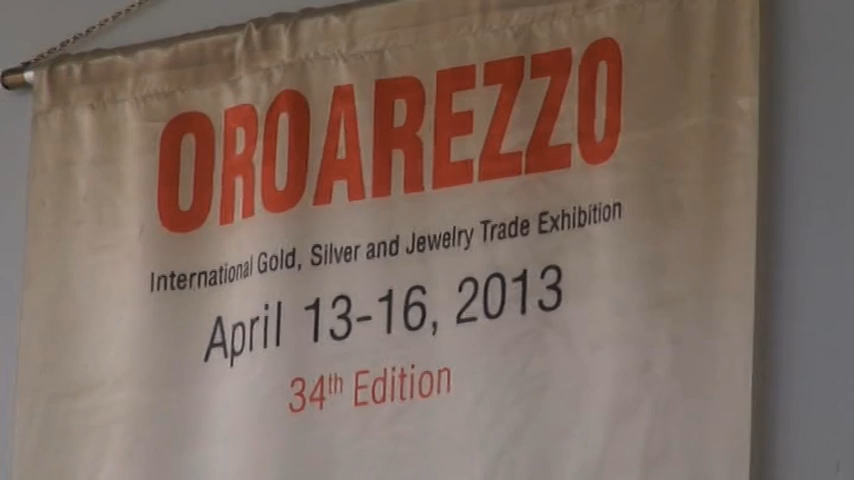 OROAREZZO
International Gold, Silver and Jewelry Trade Exhibition
April 13-16, 2013
34th Edition